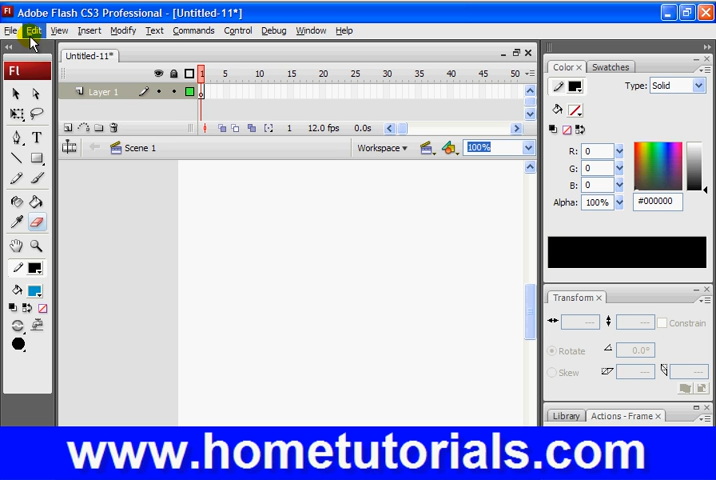 Adobe Flash CS3 Professional - [Untitled-11*]
File Edit View Insert Modify Text Commands Control Debug Window Help
Untitled-11*
Fl
1 5 10 15 20 25 30 35 40 45 50
Layer 1
1 12.0 fps 0.0s
Scene 1 Workspace 100%
Color Swatches
Type: Solid
R: 0
G: 0
B: 0
Alpha: 100% #000000
Transform
Constrain
Rotate 0.0°
Skew
Library Actions - Frame
www.hometutorials.com